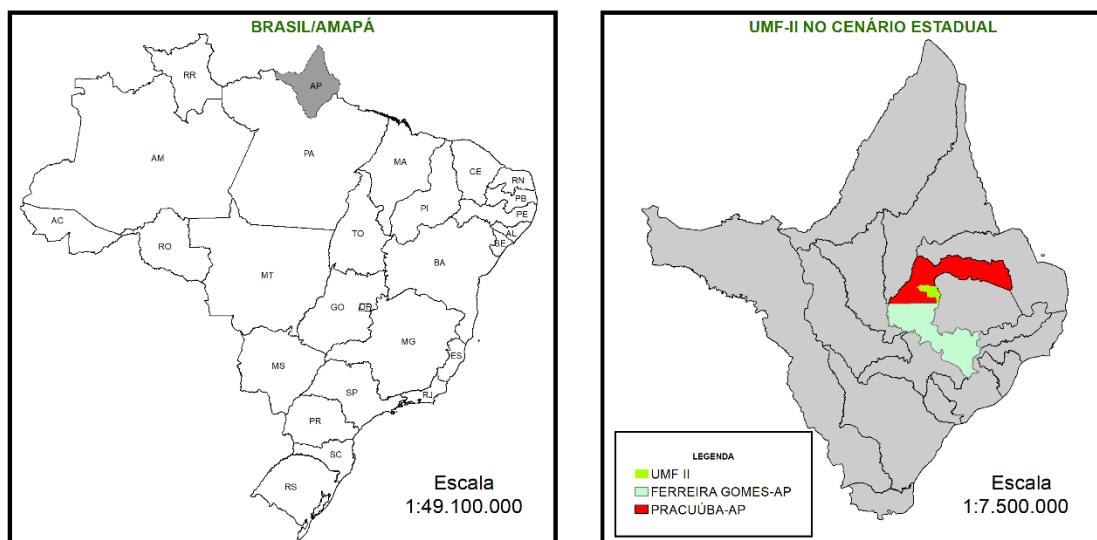 BRASIL/AMAPÁ
RR
AP
AM
PA
MA
CE
RN
PB
PE
AL
SE
PI
AC
RO
TO
BA
MT
GO
DF
MG
ES
MS
SP
RJ
PR
SC
RS
Escala
1:49.100.000
UMF-II NO CENÁRIO ESTADUAL
LEGENDA
UMF II
FERREIRA GOMES-AP
PRACUÚBA-AP
Escala
1:7.500.000